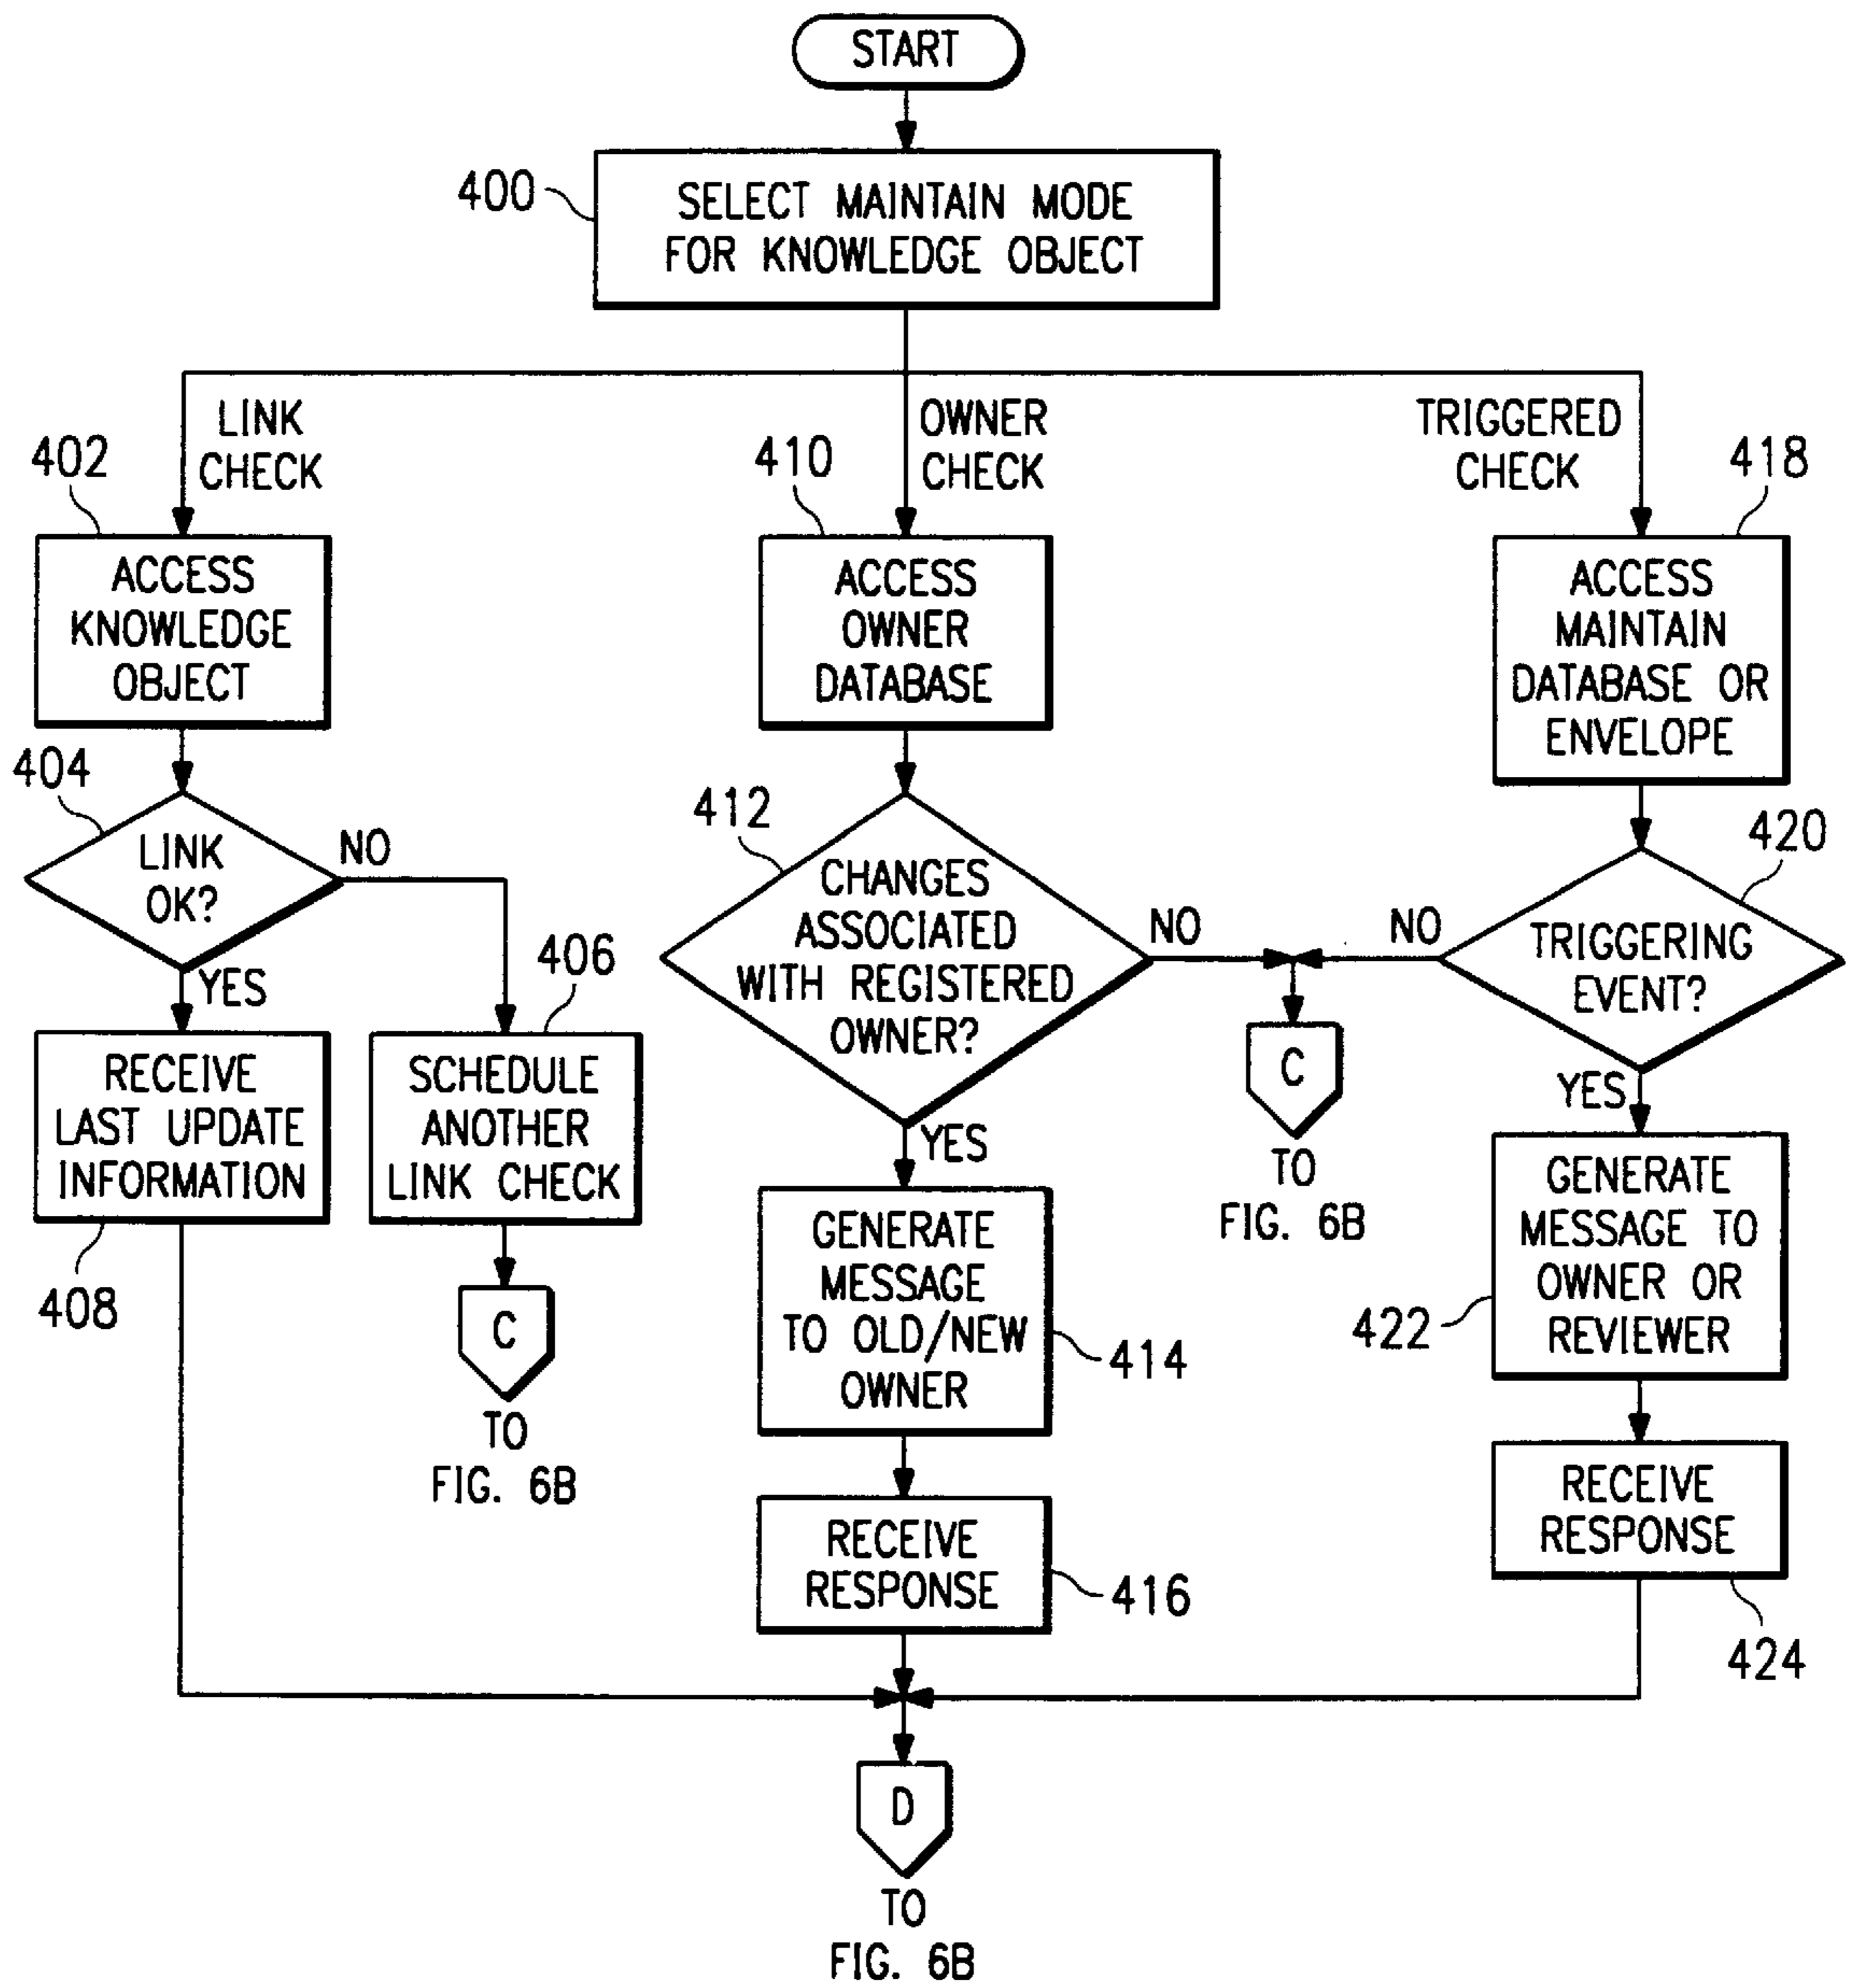 START
400
SELECT MAINTAIN MODE
FOR KNOWLEDGE OBJECT
LINK
CHECK
OWNER
CHECK
TRIGGERED
CHECK
402
ACCESS
KNOWLEDGE
OBJECT
404
LINK
OK?
NO
YES
406
RECEIVE
LAST UPDATE
INFORMATION
408
SCHEDULE
ANOTHER
LINK CHECK
C
TO
FIG. 6B
410
ACCESS
OWNER
DATABASE
412
CHANGES
ASSOCIATED
WITH REGISTERED
OWNER?
NO
YES
GENERATE
MESSAGE
TO OLD/NEW
OWNER
414
RECEIVE
RESPONSE
416
C
TO
FIG. 6B
418
ACCESS
MAINTAIN
DATABASE OR
ENVELOPE
420
TRIGGERING
EVENT?
NO
YES
GENERATE
MESSAGE TO
OWNER OR
REVIEWER
422
RECEIVE
RESPONSE
424
D
TO
FIG. 6B